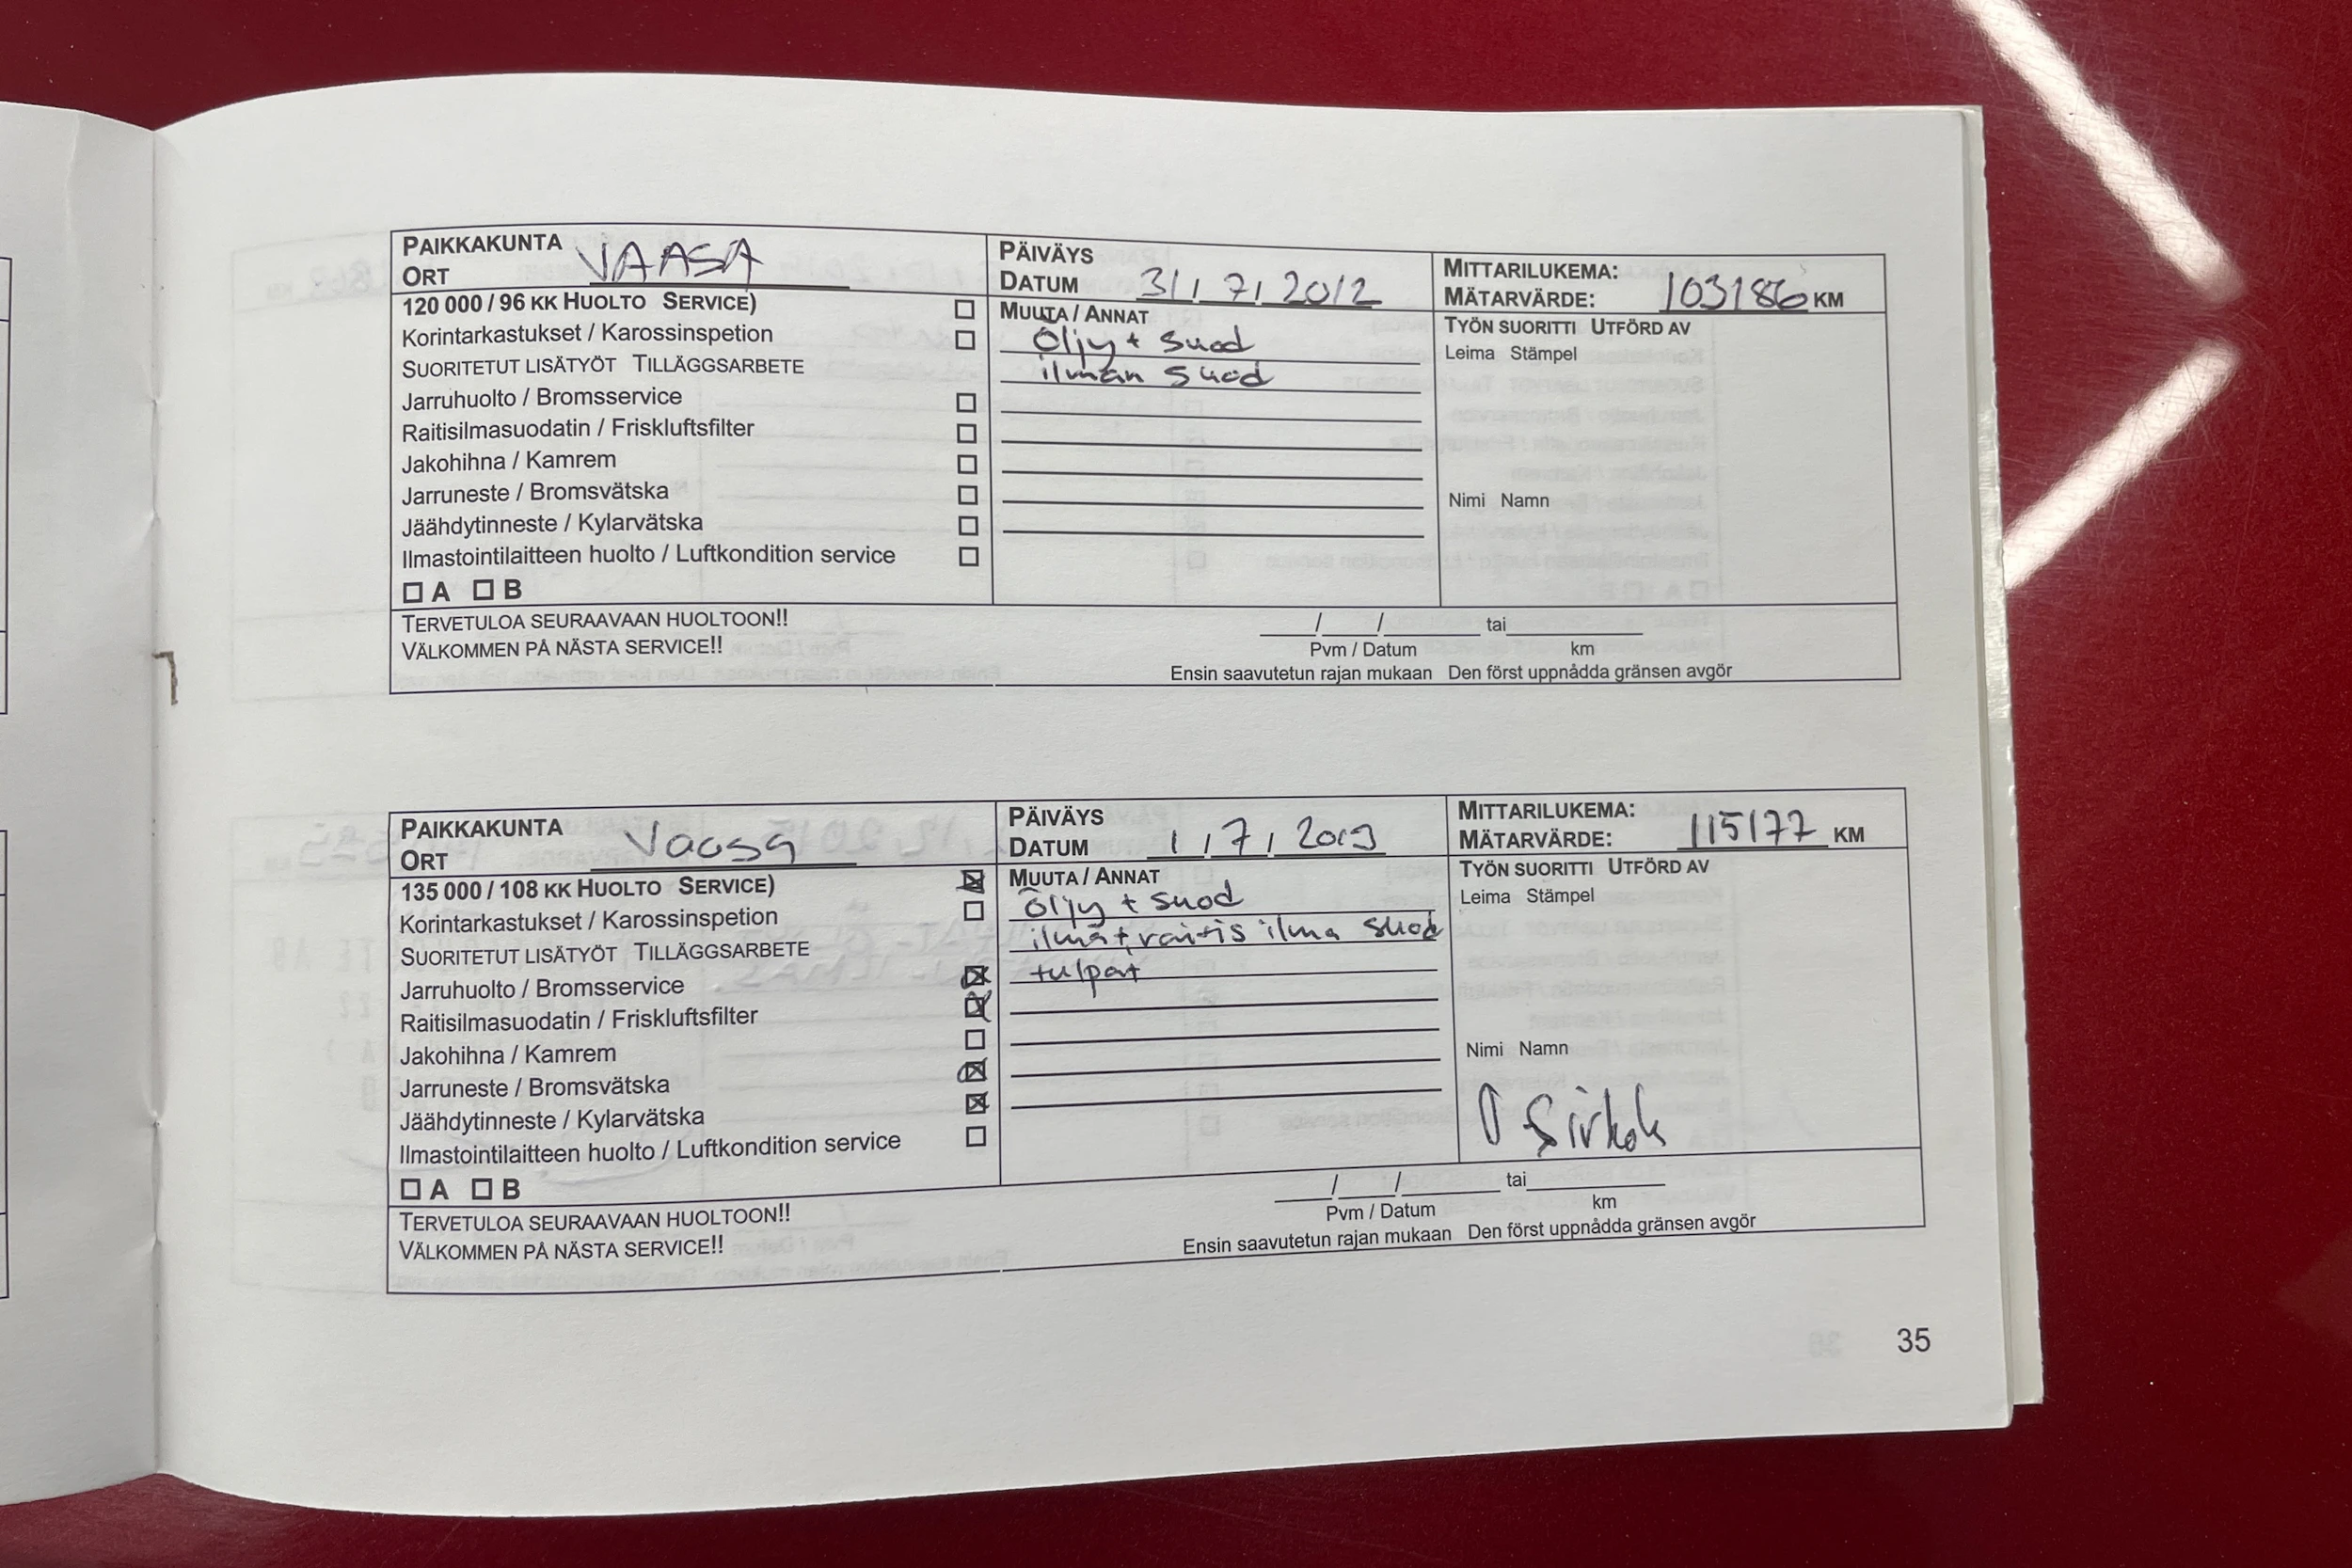 PAIKKAKUNTA
ORT VAASA
PÄIVÄYS
DATUM 31/7/2012
MITTARILUKEMA:
MÄTARVÄRDE: 103186 KM
120 000 / 96 KK HUOLTO SERVICE)
Korintarkastukset / Karossinspetion
SUORITETUT LISÄTYÖT TILLÄGGSARBETE
Jarruhuolto / Bromsservice
Raitisilmasuodatin / Friskluftsfilter
Jakohihna / Kamrem
Jarruneste / Bromsvätska
Jäähdytinneste / Kylarvätska
Ilmastointilaitteen huolto / Luftkondition service
A B
MUUTA / ANNAT
Öljy + suod
ilman suod
TYÖN SUORITTI UTFÖRD AV
Leima Stämpel
Nimi Namn
TERVETULOA SEURAAVAAN HUOLTOON!!
VÄLKOMMEN PÅ NÄSTA SERVICE!!
/ / tai
Pvm / Datum km
Ensin saavutetun rajan mukaan Den först uppnådda gränsen avgör
PAIKKAKUNTA
ORT Vaasa
PÄIVÄYS
DATUM 1/7/2013
MITTARILUKEMA:
MÄTARVÄRDE: 115177 KM
135 000 / 108 KK HUOLTO SERVICE)
Korintarkastukset / Karossinspetion
SUORITETUT LISÄTYÖT TILLÄGGSARBETE
Jarruhuolto / Bromsservice
Raitisilmasuodatin / Friskluftsfilter
Jakohihna / Kamrem
Jarruneste / Bromsvätska
Jäähdytinneste / Kylarvätska
Ilmastointilaitteen huolto / Luftkondition service
A B
MUUTA / ANNAT
Öljy + suod
ilma+raitis ilma suod
tulpat
TYÖN SUORITTI UTFÖRD AV
Leima Stämpel
Nimi Namn
TERVETULOA SEURAAVAAN HUOLTOON!!
VÄLKOMMEN PÅ NÄSTA SERVICE!!
/ / tai
Pvm / Datum km
Ensin saavutetun rajan mukaan Den först uppnådda gränsen avgör
35